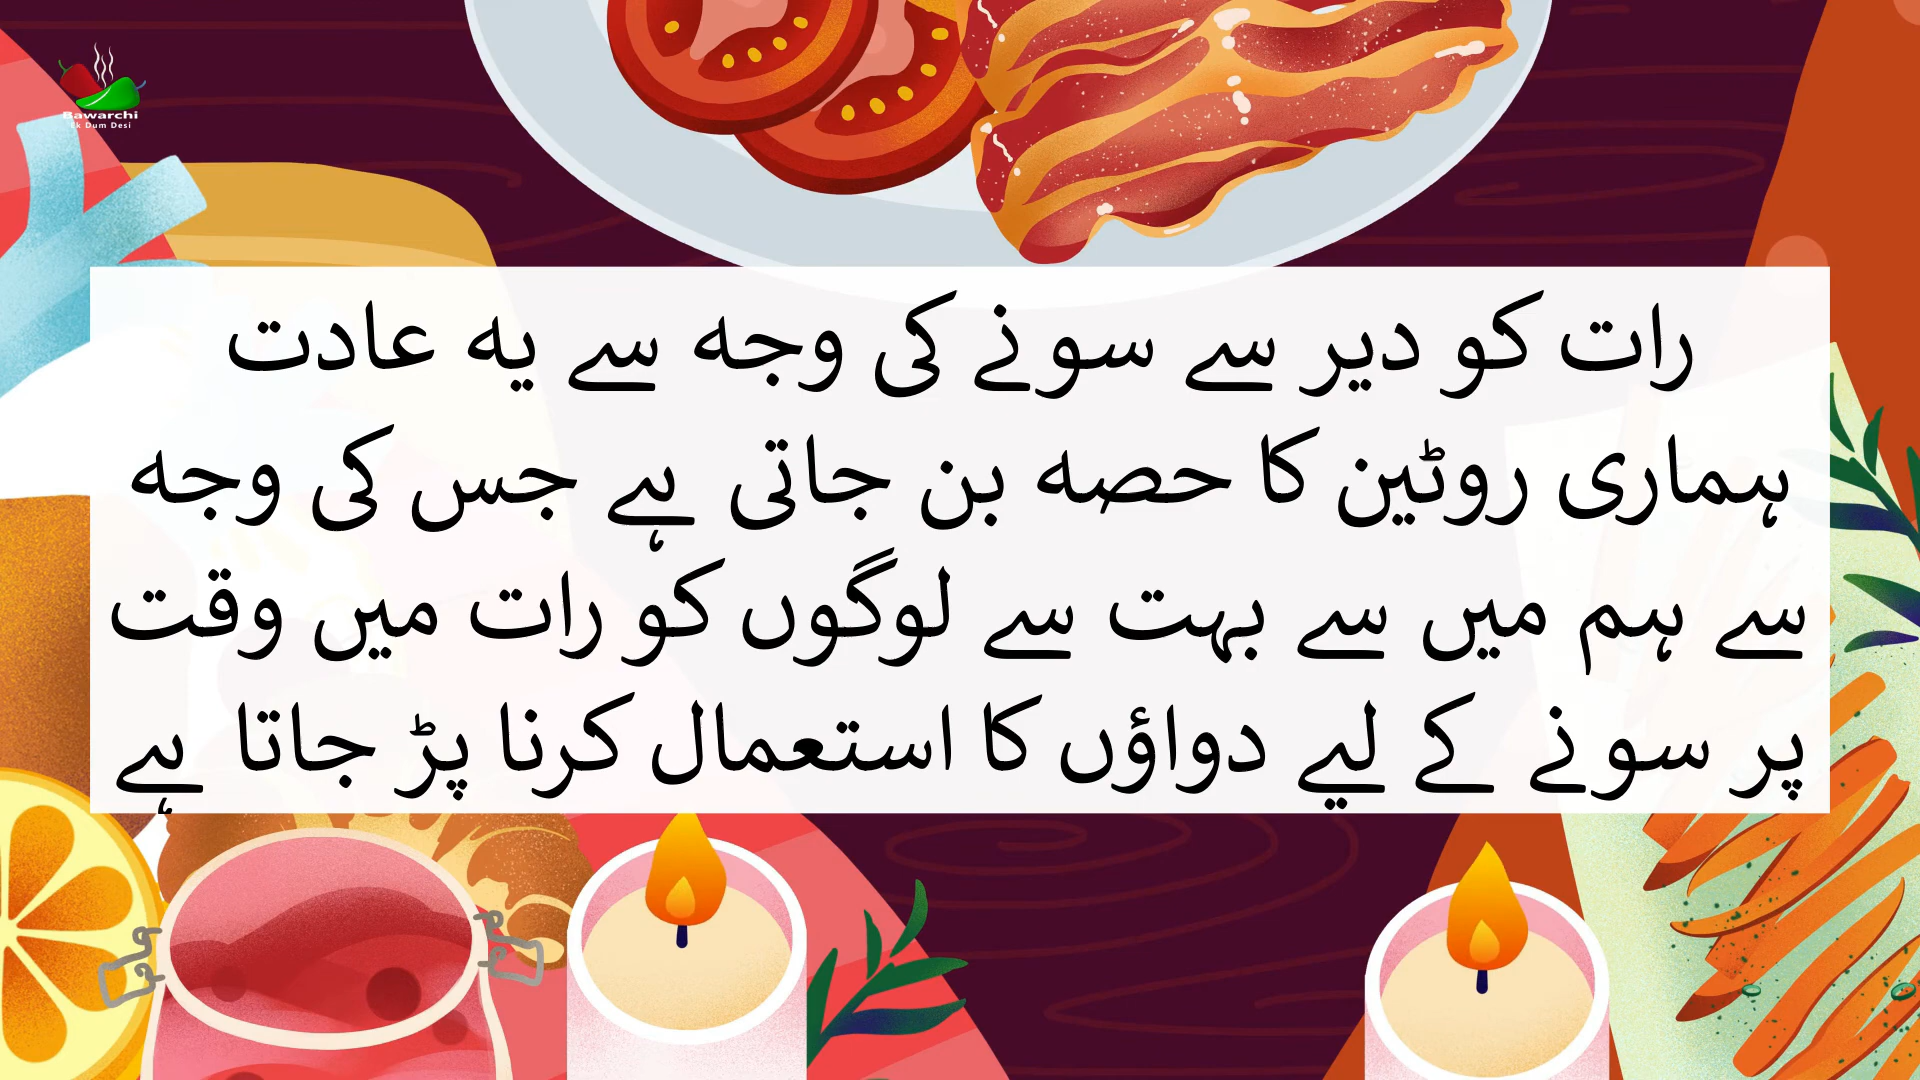 Bawarchi
Ek Dum Desi
رات کو دیر سے سونے کی وجہ سے یہ عادت
ہماری روٹین کا حصہ بن جاتی ہے جس کی وجہ
سے ہم میں سے بہت سے لوگوں کو رات میں وقت
پر سونے کے لیے دواؤں کا استعمال کرنا پڑ جاتا ہے